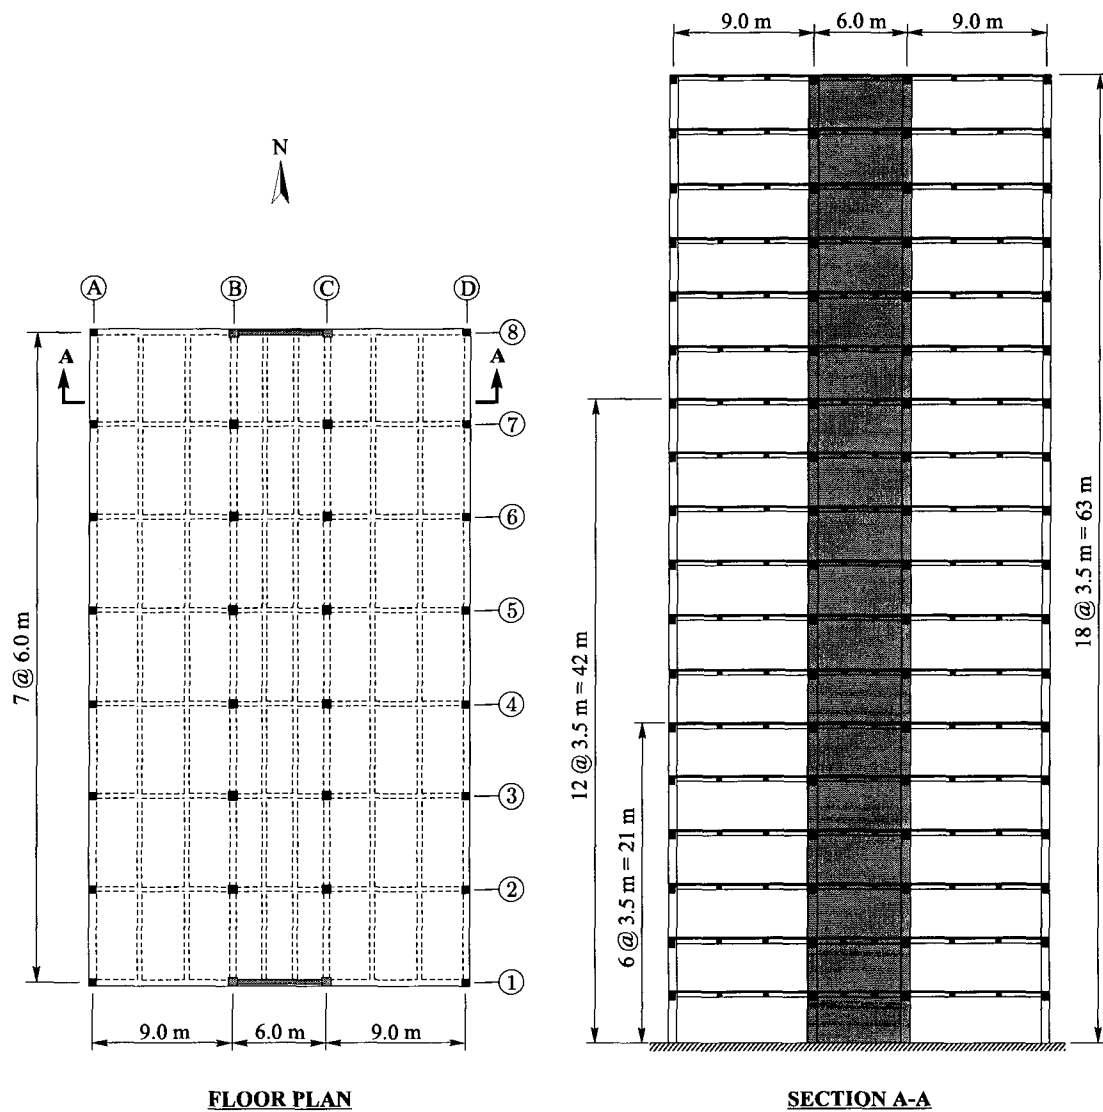 9.0 m
6.0 m
9.0 m
N
A
B
C
D
8
A
A
7
6
5
4
3
2
1
7 @ 6.0 m
9.0 m
6.0 m
9.0 m
FLOOR PLAN
12 @ 3.5 m = 42 m
6 @ 3.5 m = 21 m
18 @ 3.5 m = 63 m
SECTION A-A